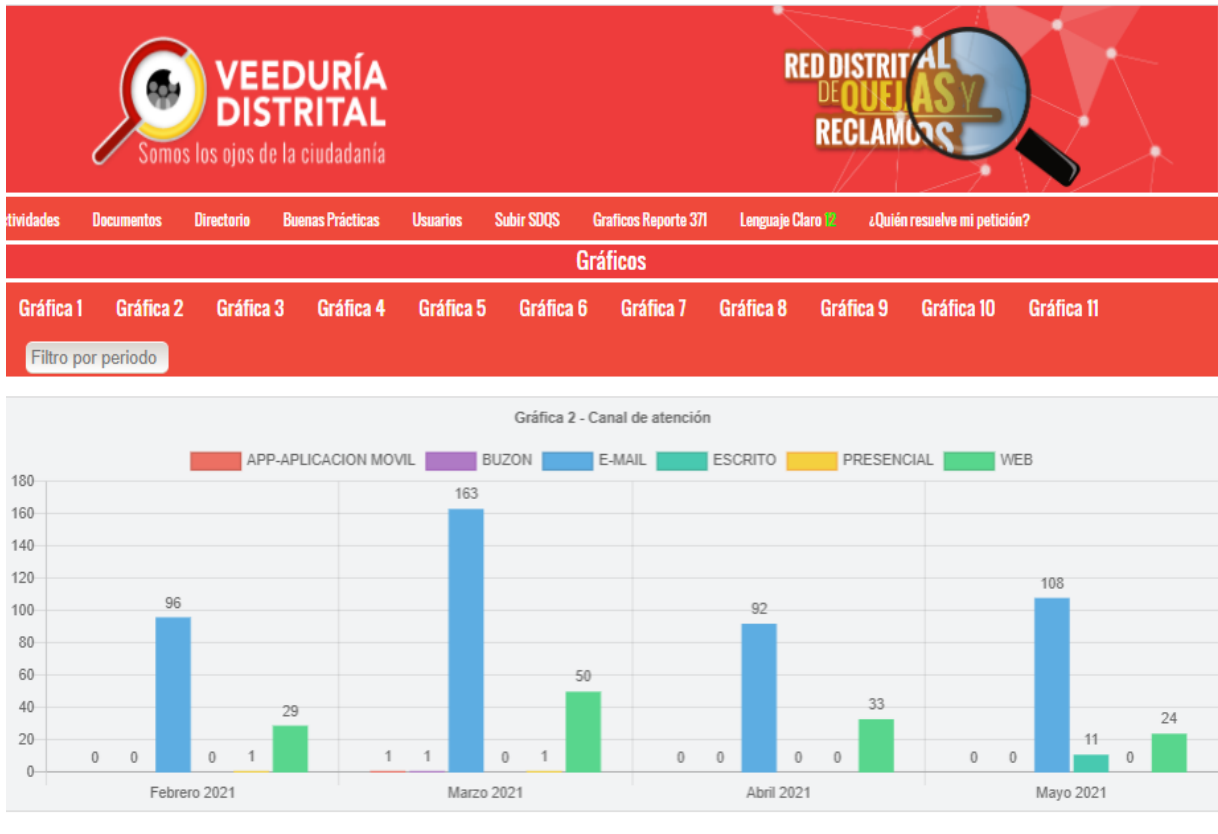 VEEDURÍA
DISTRITAL
Somos los ojos de la ciudadanía
RED DISTRITAL
DE QUEJAS Y
RECLAMOS
ctividades Documentos Directorio Buenas Prácticas Usuarios Subir SDQS Graficos Reporte 371 Lenguaje Claro 12 ¿Quién resuelve mi petición?
Gráficos
Gráfica 1 Gráfica 2 Gráfica 3 Gráfica 4 Gráfica 5 Gráfica 6 Gráfica 7 Gráfica 8 Gráfica 9 Gráfica 10 Gráfica 11
Filtro por periodo
Gráfica 2 - Canal de atención
APP-APLICACION MOVIL BUZON E-MAIL ESCRITO PRESENCIAL WEB
180
160
140
120
100
80
60
40
20
0
0 0 96 0 1 29
1 1 163 0 1 50
0 0 92 0 0 33
0 0 108 11 0 24
Febrero 2021 Marzo 2021 Abril 2021 Mayo 2021